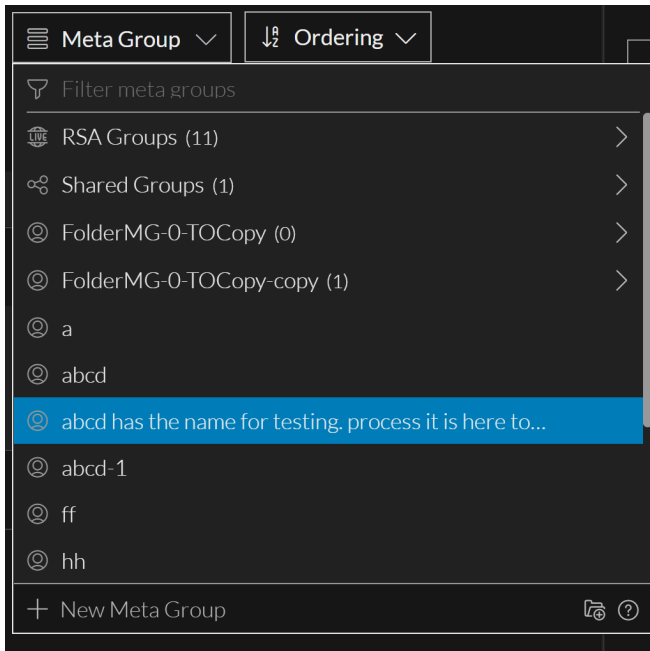 Meta Group
Ordering
Filter meta groups
LIVE RSA Groups (11)
Shared Groups (1)
FolderMG-0-TOCopy (0)
FolderMG-0-TOCopy-copy (1)
a
abcd
abcd has the name for testing. process it is here to...
abcd-1
ff
hh
New Meta Group